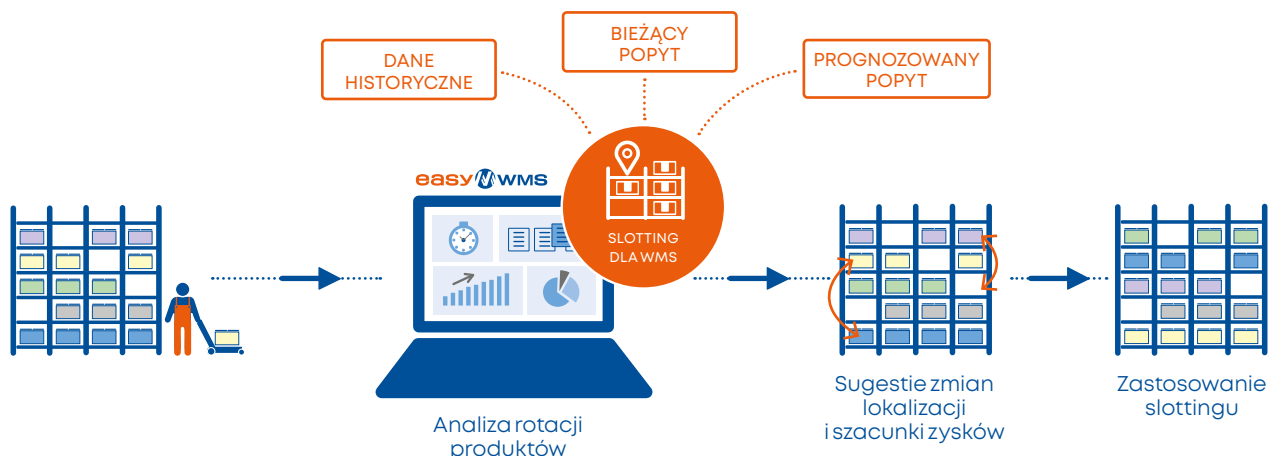 DANE
HISTORYCZNE
BIEŻĄCY
POPYT
PROGNOZOWANY
POPYT
easy WMS
SLOTTING
DLA WMS
Analiza rotacji
produktów
Sugestie zmian
lokalizacji
i szacunki zysków
Zastosowanie
slottingu